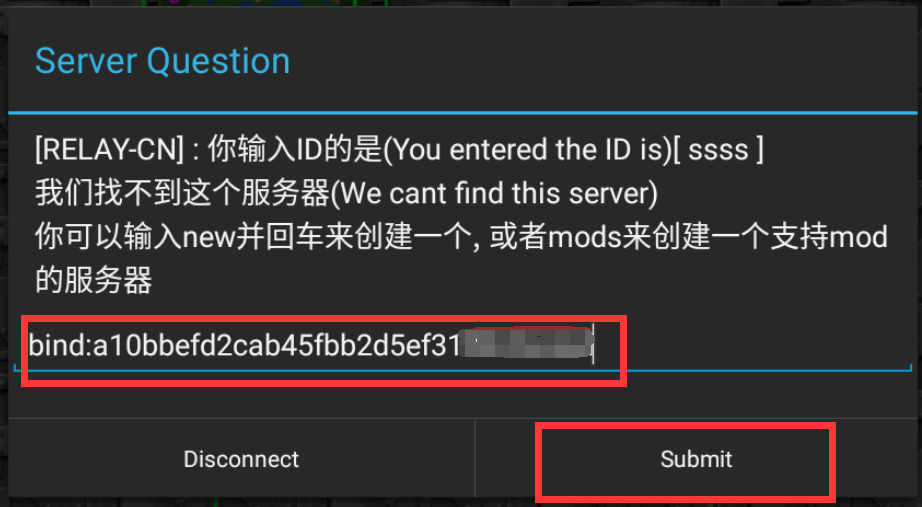 Server Question
[RELAY-CN] : 你输入ID的是(You entered the ID is)[ ssss ]
我们找不到这个服务器(We cant find this server)
你可以输入new并回车来创建一个, 或者mods来创建一个支持mod
的服务器
bind:a10bbefd2cab45fbb2d5ef31
Disconnect
Submit